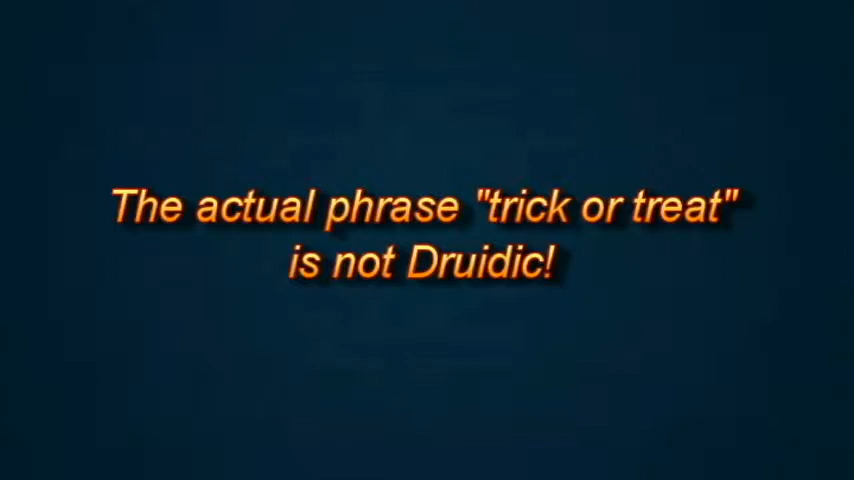 The actual phrase "trick or treat"
is not Druidic!